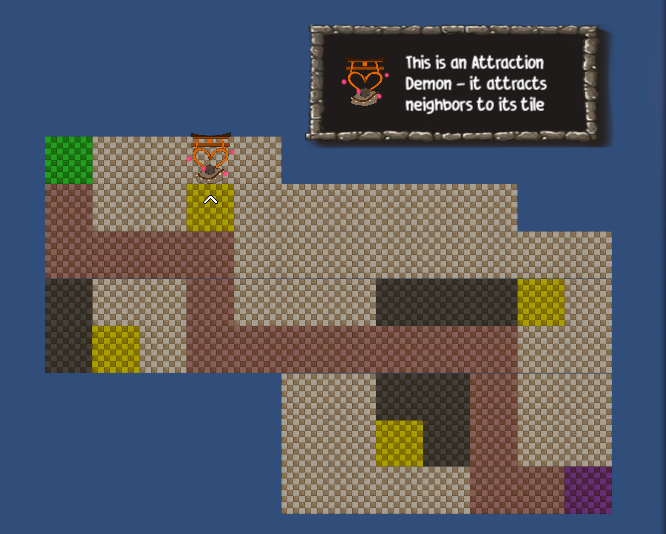 This is an Attraction
Demon - it attracts
neighbors to its tile